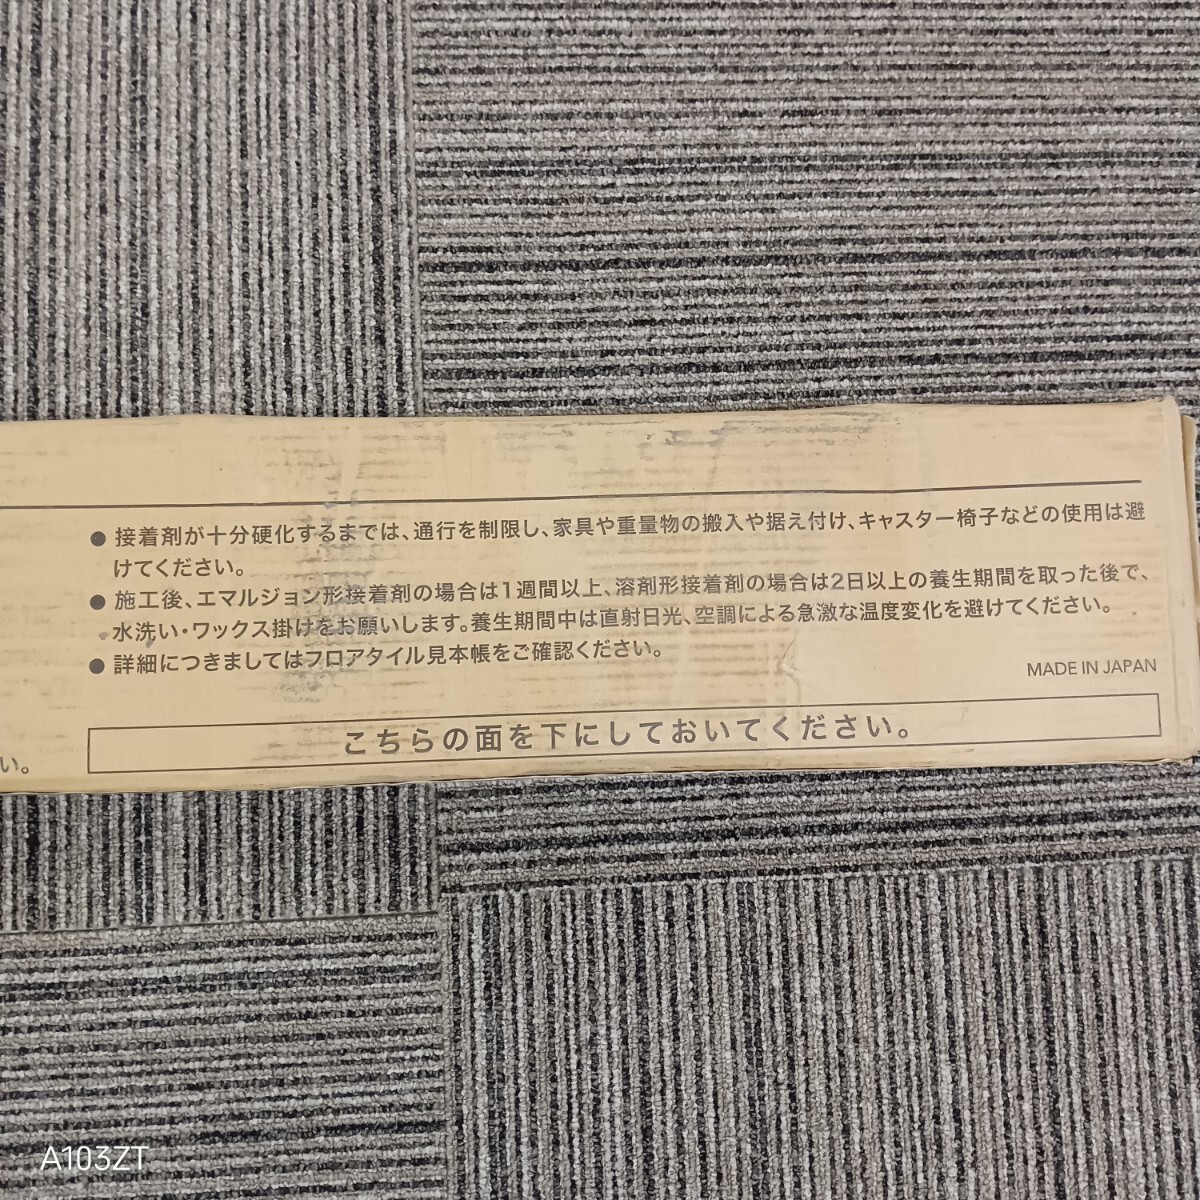 ● 接着剤が十分硬化するまでは、通行を制限し、家具や重量物の搬入や据え付け、キャスター椅子などの使用は避
けてください。
● 施工後、エマルジョン形接着剤の場合は1週間以上、溶剤形接着剤の場合は2日以上の養生期間を取った後で、
水洗い・ワックス掛けをお願いします。養生期間中は直射日光、空調による急激な温度変化を避けてください。
● 詳細につきましてはフロアタイル見本帳をご確認ください。
MADE IN JAPAN
こちらの面を下にしておいてください。
い。
A103ZT